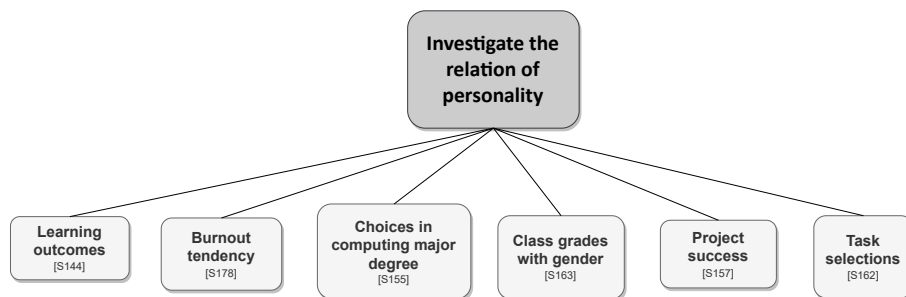 Investigate the
relation of
personality
Learning
outcomes
[S144]
Burnout
tendency
[S178]
Choices in
computing major
degree
[S155]
Class grades
with gender
[S163]
Project
success
[S157]
Task
selections
[S162]